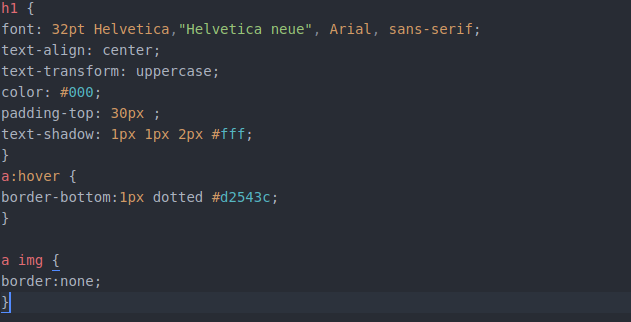 h1 {
font: 32pt Helvetica,"Helvetica neue", Arial, sans-serif;
text-align: center;
text-transform: uppercase;
color: #000;
padding-top: 30px ;
text-shadow: 1px 1px 2px #fff;
}
a:hover {
border-bottom:1px dotted #d2543c;
}

a img {
border:none;
}